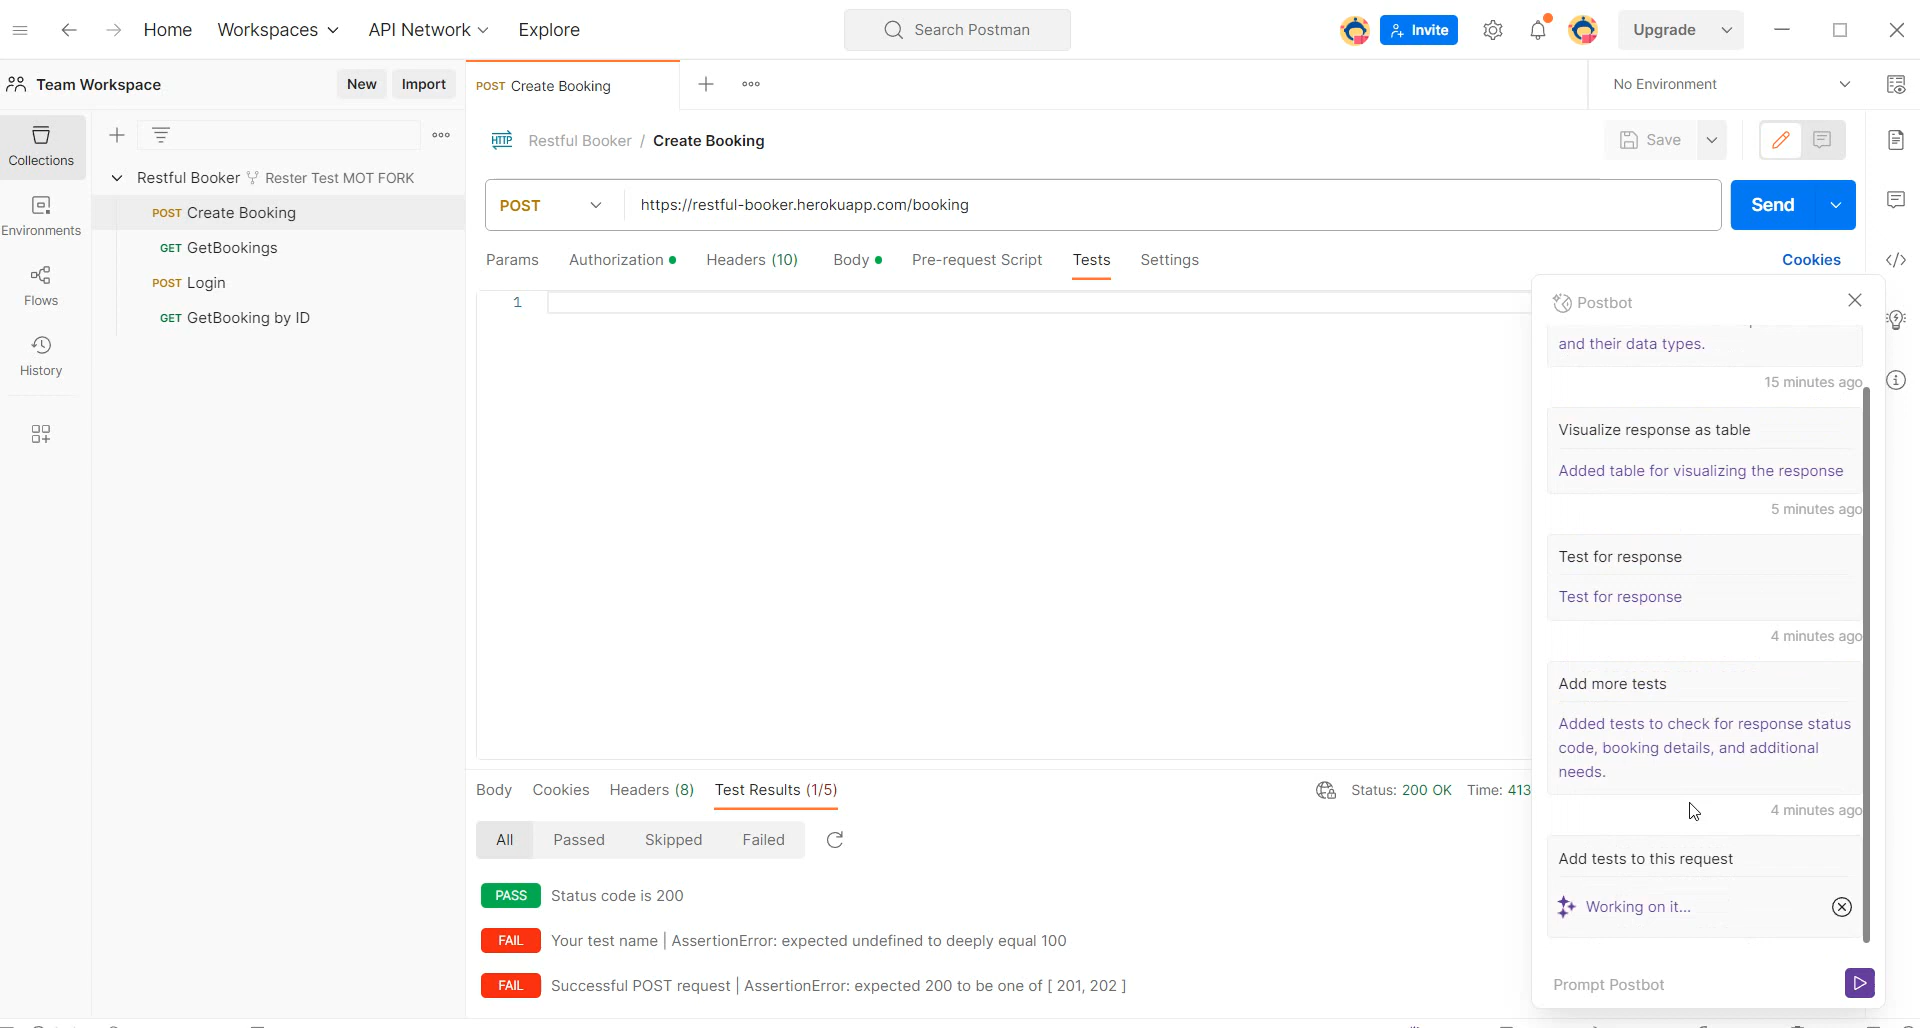 Home
Workspaces
API Network
Explore
Search Postman
Invite
Upgrade
Team Workspace
New
Import
POST Create Booking
No Environment
Collections
Environments
Flows
History
Restful Booker Rester Test MOT FORK
POST Create Booking
GET GetBookings
POST Login
GET GetBooking by ID
HTTP Restful Booker / Create Booking
Save
POST
https://restful-booker.herokuapp.com/booking
Send
Params
Authorization
Headers (10)
Body
Pre-request Script
Tests
Settings
Cookies
1
Postbot
and their data types.
15 minutes ago
Visualize response as table
Added table for visualizing the response
5 minutes ago
Test for response
Test for response
4 minutes ago
Add more tests
Added tests to check for response status
code, booking details, and additional
needs.
4 minutes ago
Add tests to this request
Working on it...
Prompt Postbot
Body
Cookies
Headers (8)
Test Results (1/5)
Status: 200 OK
Time: 413
All
Passed
Skipped
Failed
PASS Status code is 200
FAIL Your test name | AssertionError: expected undefined to deeply equal 100
FAIL Successful POST request | AssertionError: expected 200 to be one of [ 201, 202 ]